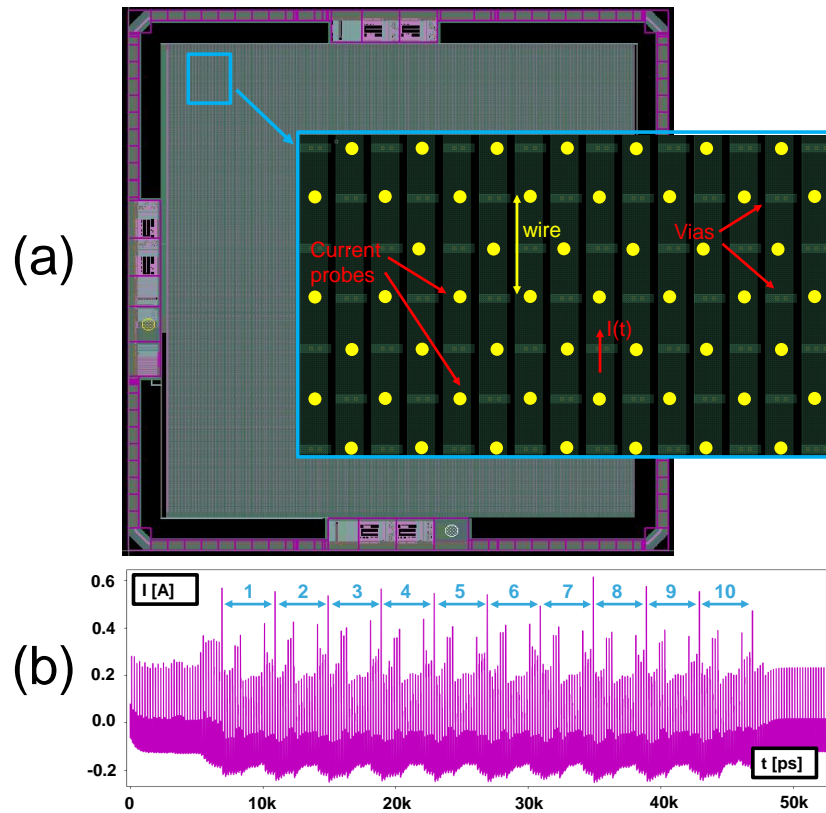 (a)
wire
Vias
Current
probes
I(t)
(b)
I [A]
1 2 3 4 5 6 7 8 9 10
0.6
0.4
0.2
0.0
-0.2
t [ps]
0 10k 20k 30k 40k 50k